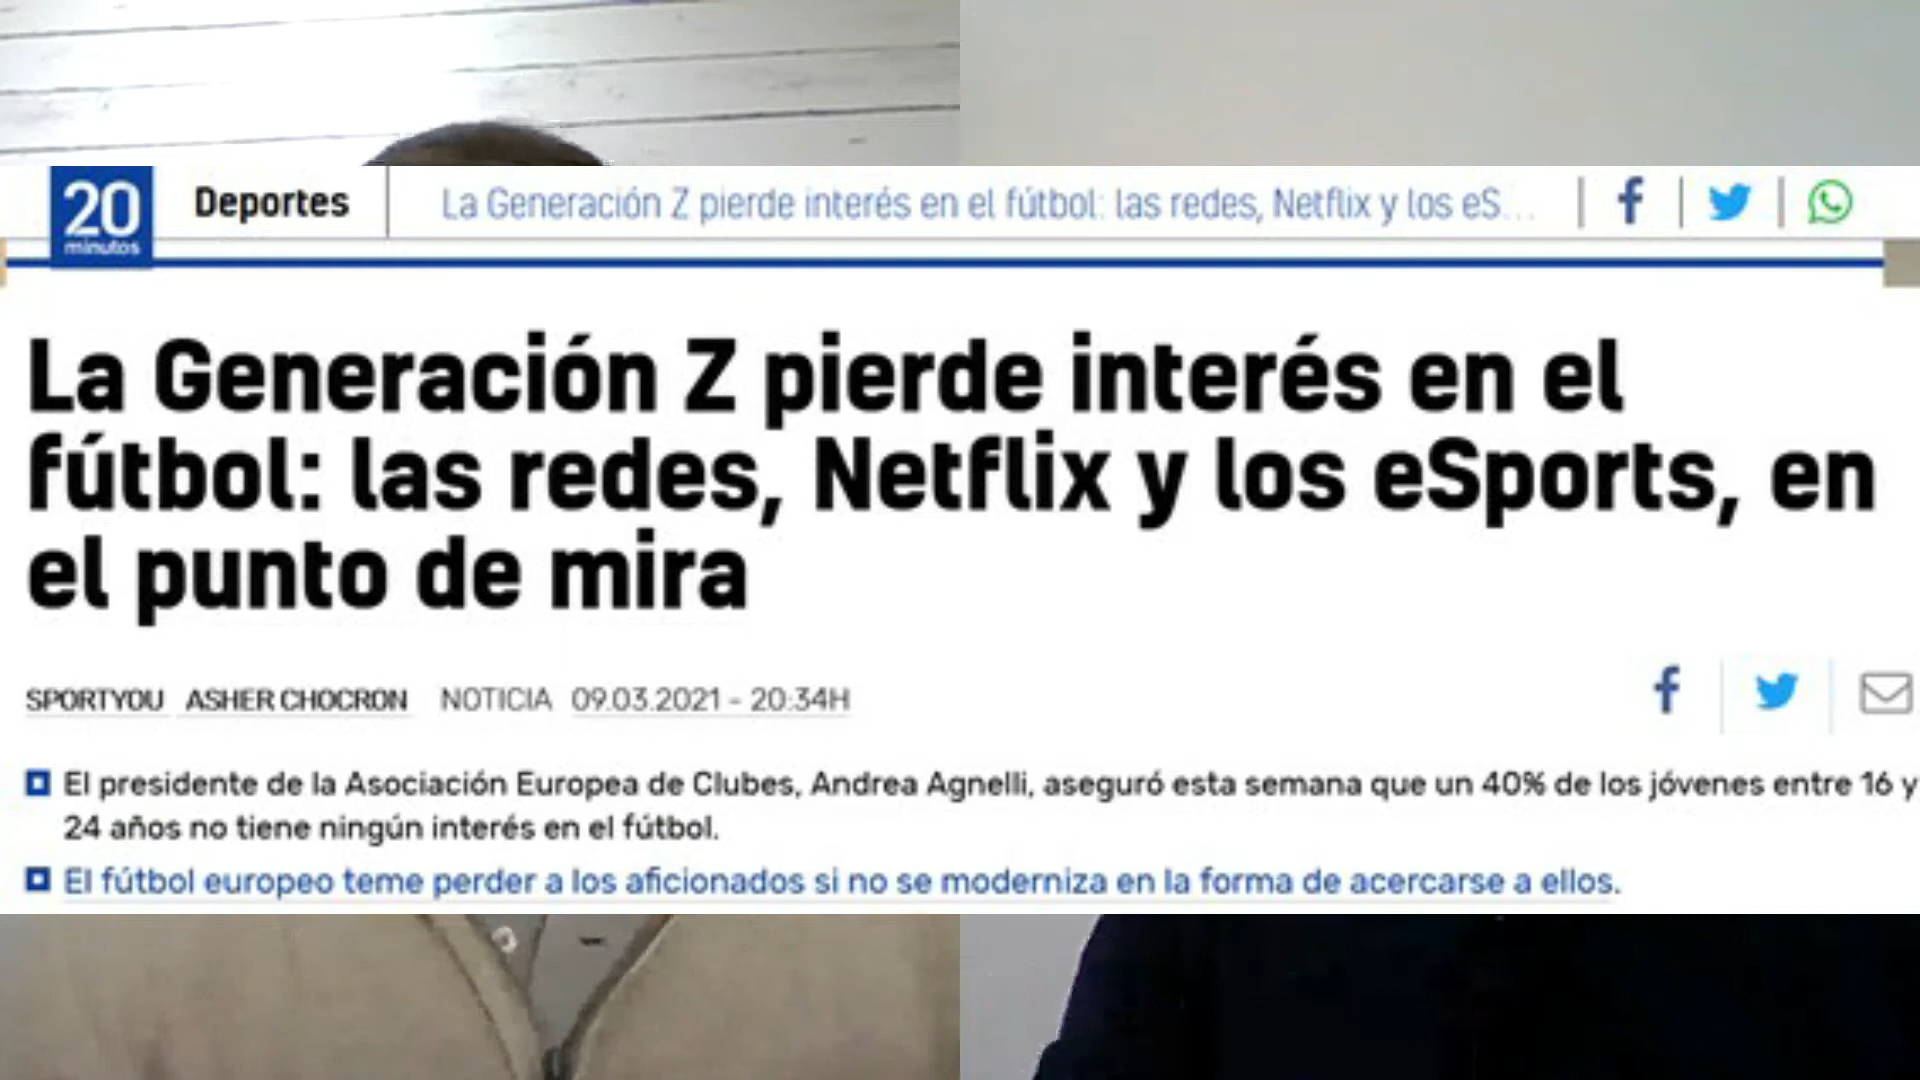 20
minutos
Deportes
La Generación Z pierde interés en el fútbol: las redes, Netflix y los eS...
La Generación Z pierde interés en el
fútbol: las redes, Netflix y los eSports, en
el punto de mira
SPORTYOU ASHER CHOCRON NOTICIA 09.03.2021 - 20:34H
El presidente de la Asociación Europea de Clubes, Andrea Agnelli, aseguró esta semana que un 40% de los jóvenes entre 16 y
24 años no tiene ningún interés en el fútbol.
El fútbol europeo teme perder a los aficionados si no se moderniza en la forma de acercarse a ellos.